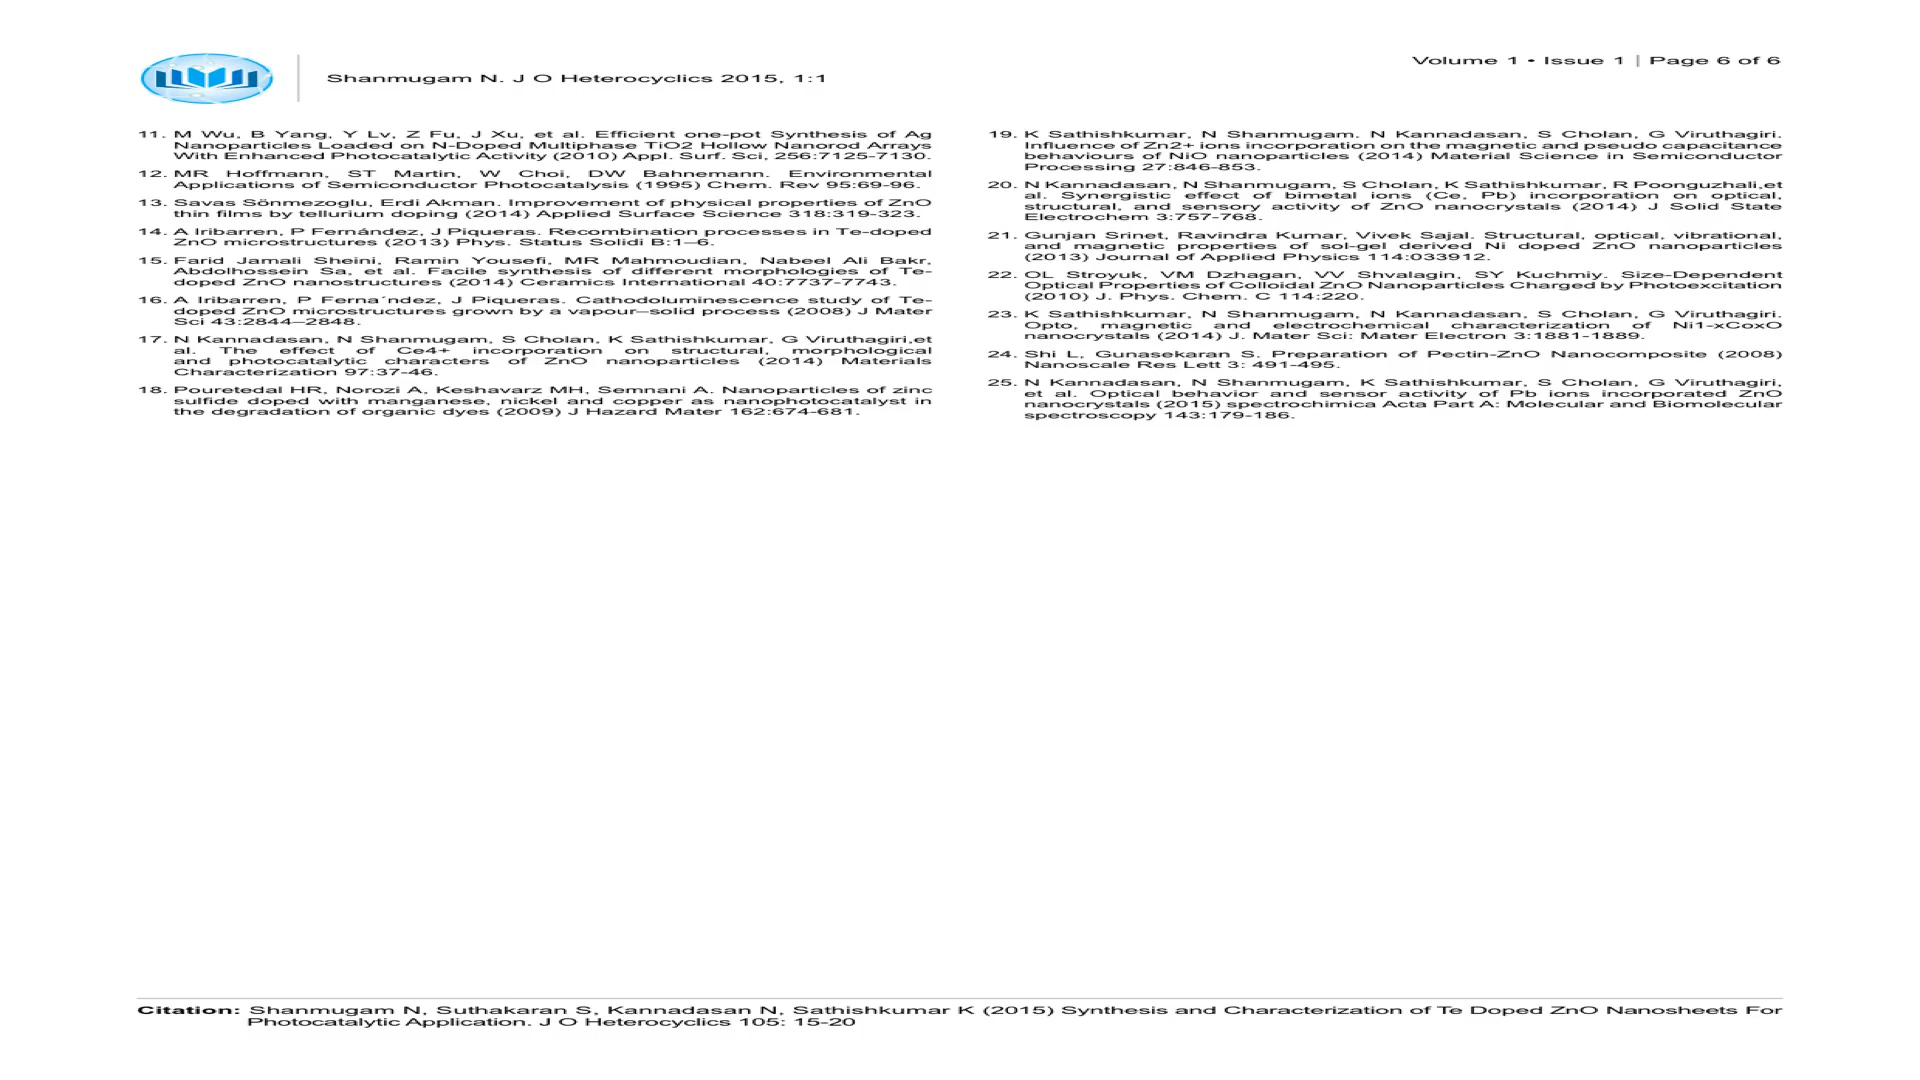 Shanmugam N. J O Heterocyclics 2015, 1:1
Volume 1 • Issue 1 | Page 6 of 6
11. M Wu, B Yang, Y Lv, Z Fu, J Xu, et al. Efficient one-pot Synthesis of Ag
Nanoparticles Loaded on N-Doped Multiphase TiO2 Hollow Nanorod Arrays
With Enhanced Photocatalytic Activity (2010) Appl. Surf. Sci, 256:7125-7130.
12. MR Hoffmann, ST Martin, W Choi, DW Bahnemann. Environmental
Applications of Semiconductor Photocatalysis (1995) Chem. Rev 95:69-96.
13. Savas Sönmezoglu, Erdi Akman. Improvement of physical properties of ZnO
thin films by tellurium doping (2014) Applied Surface Science 318:319-323.
14. A Iribarren, P Fernández, J Piqueras. Recombination processes in Te-doped
ZnO microstructures (2013) Phys. Status Solidi B:1–6.
15. Farid Jamali Sheini, Ramin Yousefi, MR Mahmoudian, Nabeel Ali Bakr,
Abdolhossein Sa, et al. Facile synthesis of different morphologies of Te-
doped ZnO nanostructures (2014) Ceramics International 40:7737-7743.
16. A Iribarren, P Ferna´ndez, J Piqueras. Cathodoluminescence study of Te-
doped ZnO microstructures grown by a vapour–solid process (2008) J Mater
Sci 43:2844–2848.
17. N Kannadasan, N Shanmugam, S Cholan, K Sathishkumar, G Viruthagiri,et
al. The effect of Ce4+ incorporation on structural, morphological
and photocatalytic characters of ZnO nanoparticles (2014) Materials
Characterization 97:37-46.
18. Pouretedal HR, Norozi A, Keshavarz MH, Semnani A. Nanoparticles of zinc
sulfide doped with manganese, nickel and copper as nanophotocatalyst in
the degradation of organic dyes (2009) J Hazard Mater 162:674-681.
19. K Sathishkumar, N Shanmugam. N Kannadasan, S Cholan, G Viruthagiri.
Influence of Zn2+ ions incorporation on the magnetic and pseudo capacitance
behaviours of NiO nanoparticles (2014) Material Science in Semiconductor
Processing 27:846-853.
20. N Kannadasan, N Shanmugam, S Cholan, K Sathishkumar, R Poonguzhali,et
al. Synergistic effect of bimetal ions (Ce, Pb) incorporation on optical,
structural, and sensory activity of ZnO nanocrystals (2014) J Solid State
Electrochem 3:757-768.
21. Gunjan Srinet, Ravindra Kumar, Vivek Sajal. Structural, optical, vibrational,
and magnetic properties of sol-gel derived Ni doped ZnO nanoparticles
(2013) Journal of Applied Physics 114:033912.
22. OL Stroyuk, VM Dzhagan, VV Shvalagin, SY Kuchmiy. Size-Dependent
Optical Properties of Colloidal ZnO Nanoparticles Charged by Photoexcitation
(2010) J. Phys. Chem. C 114:220.
23. K Sathishkumar, N Shanmugam, N Kannadasan, S Cholan, G Viruthagiri.
Opto, magnetic and electrochemical characterization of Ni1-xCoxO
nanocrystals (2014) J. Mater Sci: Mater Electron 3:1881-1889.
24. Shi L, Gunasekaran S. Preparation of Pectin-ZnO Nanocomposite (2008)
Nanoscale Res Lett 3: 491-495.
25. N Kannadasan, N Shanmugam, K Sathishkumar, S Cholan, G Viruthagiri,
et al. Optical behavior and sensor activity of Pb ions incorporated ZnO
nanocrystals (2015) spectrochimica Acta Part A: Molecular and Biomolecular
spectroscopy 143:179-186.
Citation: Shanmugam N, Suthakaran S, Kannadasan N, Sathishkumar K (2015) Synthesis and Characterization of Te Doped ZnO Nanosheets For
Photocatalytic Application. J O Heterocyclics 105: 15-20